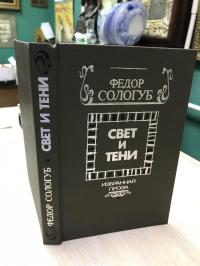 ФЕДОР
СОЛОГУБ
СВЕТ
И
ТЕНИ
ИЗБРАННАЯ
ПРОЗА
ФЕДОР СОЛОГУБ • СВЕТ И ТЕНИ